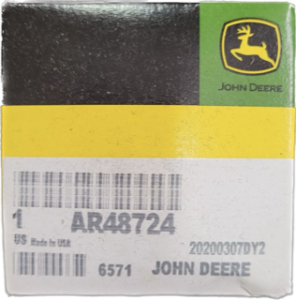 JOHN DEERE
1 AR48724
US Made in USA 20200307DY2
6571 JOHN DEERE